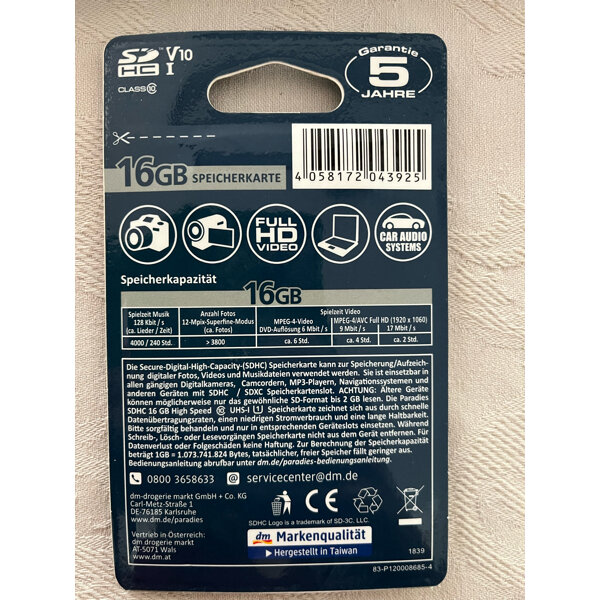 SD HC I V10
CLASS 10
Garantie
5
JAHRE
16GB SPEICHERKARTE
4 058172 043925
FULL
HD
VIDEO
CAR AUDIO
SYSTEMS
Speicherkapazität
16GB
Spielzeit Musik
128 Kbit / s
(ca. Lieder / Zeit)
Anzahl Fotos
12-Mpix-Superfine-Modus
(ca. Fotos)
Spielzeit Video
MPEG-4-Video
DVD-Auflösung 6 Mbit / s
MPEG-4/AVC Full HD (1920 x 1060)
9 Mbit / s
17 Mbit / s
4000 / 240 Std.
> 3800
ca. 6 Std.
ca. 4 Std.
ca. 2 Std.
Die Secure-Digital-High-Capacity-(SDHC) Speicherkarte kann zur Speicherung/Aufzeich-
nung digitaler Fotos, Videos und Musikdateien verwendet werden. Sie ist einsetzbar in
allen gängigen Digitalkameras, Camcordern, MP3-Playern, Navigationssystemen und
anderen Geräten mit SDHC / SDXC Speicherkartenslot. ACHTUNG: Ältere Geräte
können möglicherweise nur das gewöhnliche SD-Format bis 2 GB lesen. Die Paradies
SDHC 16 GB High Speed 10 UHS-I 1 Speicherkarte zeichnet sich aus durch schnelle
Datenübertragungsraten, einen niedrigen Stromverbrauch und eine lange Haltbarkeit.
Bitte sorgfältig behandeln und nur in entsprechenden Geräteslots einsetzen. Während
Schreib-, Lösch- oder Lesevorgängen Speicherkarte nicht aus dem Gerät entfernen. Für
Datenverlust oder Folgeschäden keine Haftung. Zur Berechnung der Speicherkapazität
beträgt 1GB = 1.073.741.824 Bytes, tatsächlicher, freier Speicher fällt geringer aus.
Bedienungsanleitung abrufbar unter dm.de/paradies-bedienungsanleitung.
0800 3658633 @ servicecenter@dm.de
dm-drogerie markt GmbH + Co. KG
Carl-Metz-Straße 1
DE-76185 Karlsruhe
www.dm.de/paradies
CE
SDHC Logo is a trademark of SD-3C, LLC.
Vertrieb in Österreich:
dm drogerie markt
AT-5071 Wals
www.dm.at
dm Markenqualität
Hergestellt in Taiwan
1839
83-P120008685-4